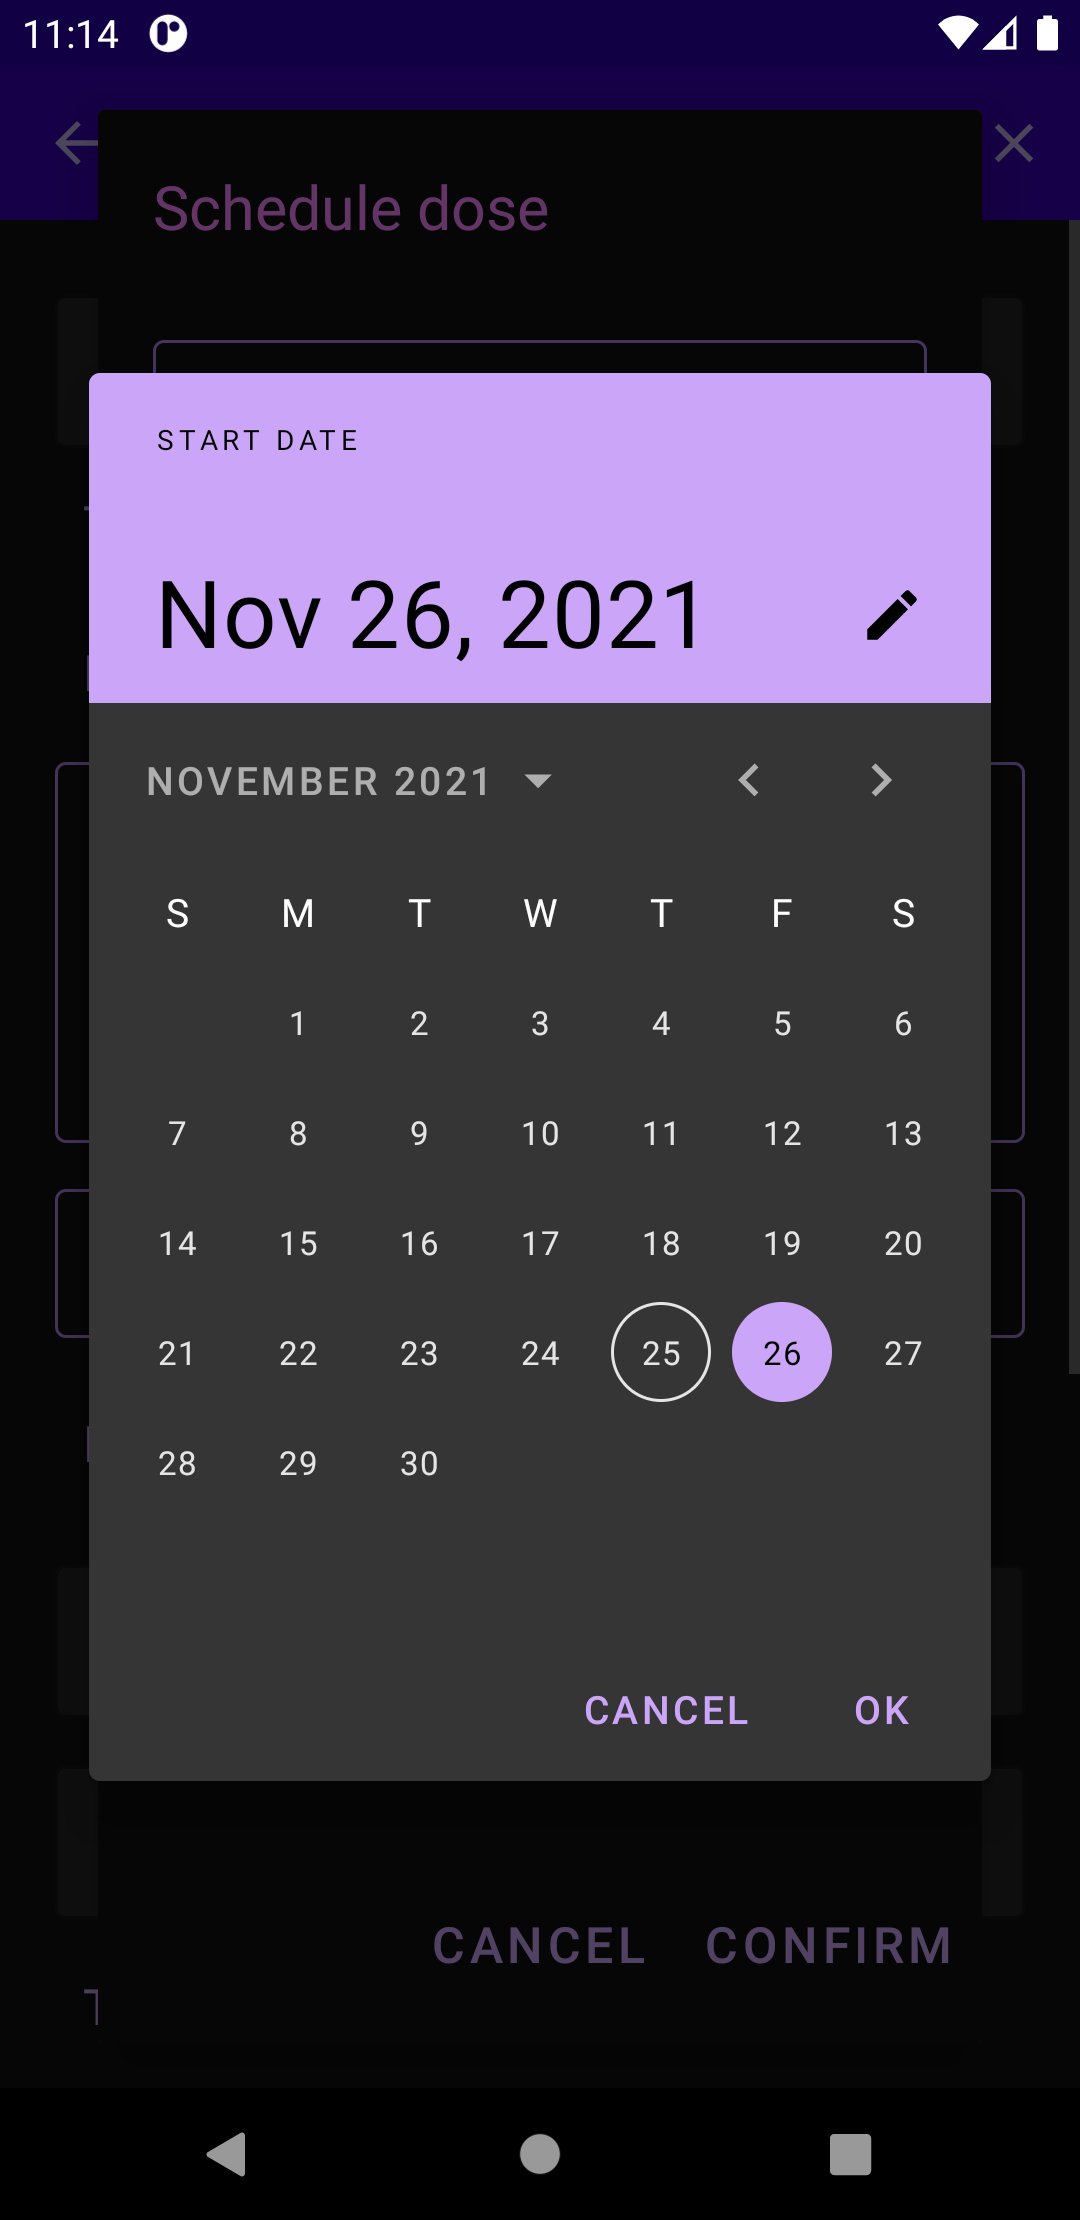 11:14
Schedule dose
START DATE
Nov 26, 2021
NOVEMBER 2021
S M T W T F S
1 2 3 4 5 6
7 8 9 10 11 12 13
14 15 16 17 18 19 20
21 22 23 24 25 26 27
28 29 30
CANCEL OK
CANCEL CONFIRM